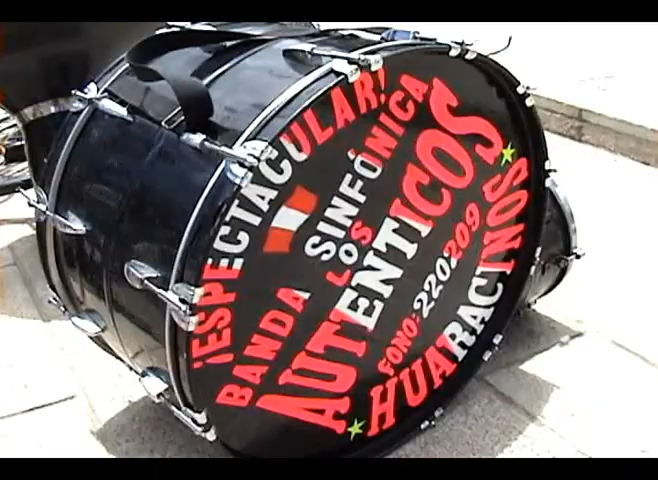 ¡ESPECTACULAR!
BANDA SINFÓNICA
LOS
AUTENTICOS
FONO: 220209
HUARACINOS